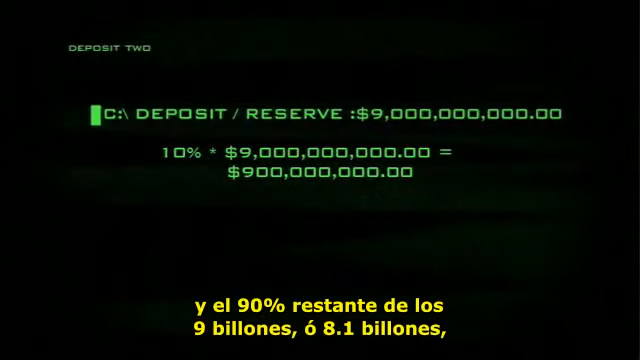 DEPOSIT TWO
C:\ DEPOSIT / RESERVE :$9,000,000,000.00
10% * $9,000,000,000.00 =
$900,000,000.00
y el 90% restante de los
9 billones, ó 8.1 billones,